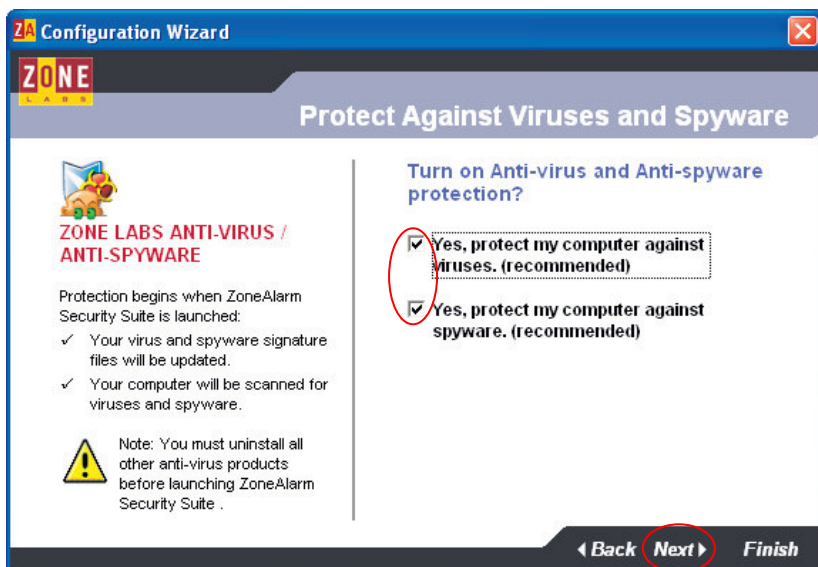 ZA Configuration Wizard
ZONE
LABS
Protect Against Viruses and Spyware
ZONE LABS ANTI-VIRUS /
ANTI-SPYWARE
Protection begins when ZoneAlarm
Security Suite is launched:
✓ Your virus and spyware signature
files will be updated.
✓ Your computer will be scanned for
viruses and spyware.
Note: You must uninstall all
other anti-virus products
before launching ZoneAlarm
Security Suite .
Turn on Anti-virus and Anti-spyware
protection?
Yes, protect my computer against
viruses. (recommended)
Yes, protect my computer against
spyware. (recommended)
Back Next Finish